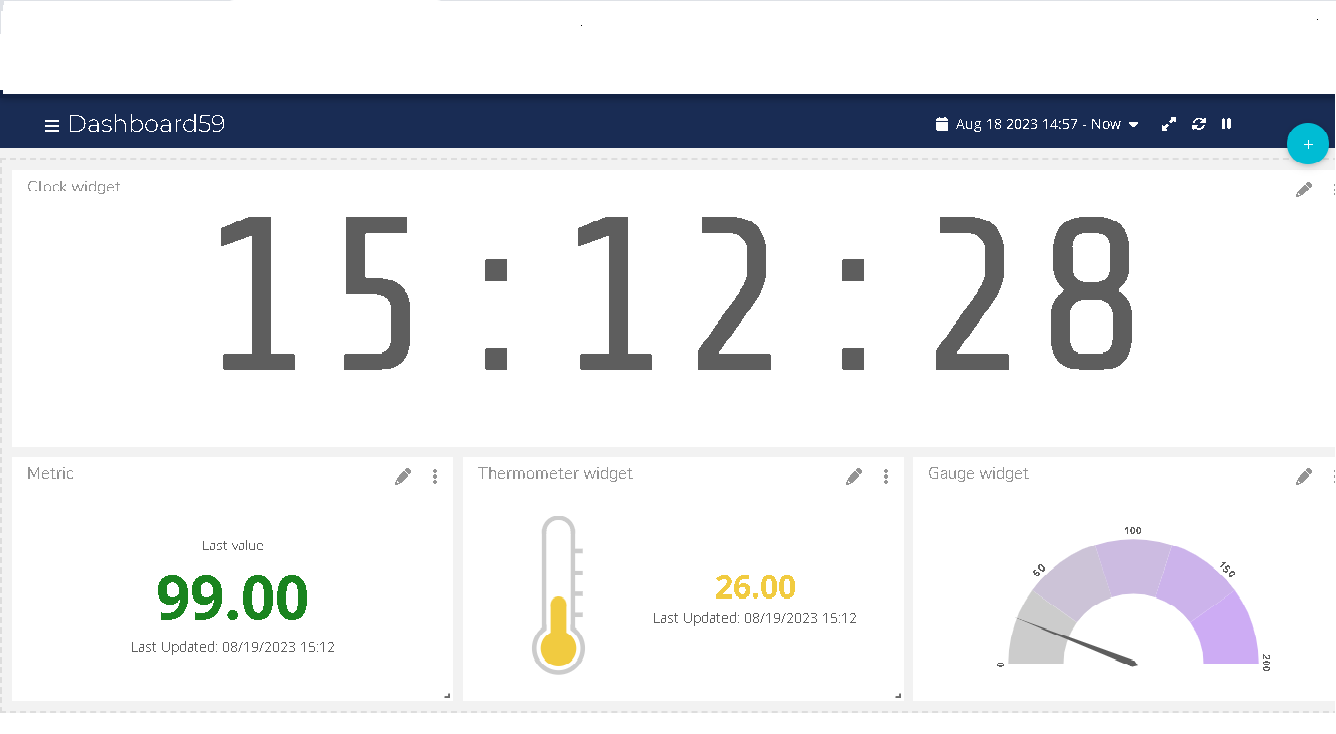 Dashboard59
Aug 18 2023 14:57 - Now
+
Clock widget
15:12:28
Metric
Last value
99.00
Last Updated: 08/19/2023 15:12
Thermometer widget
26.00
Last Updated: 08/19/2023 15:12
Gauge widget
0
50
100
150
200